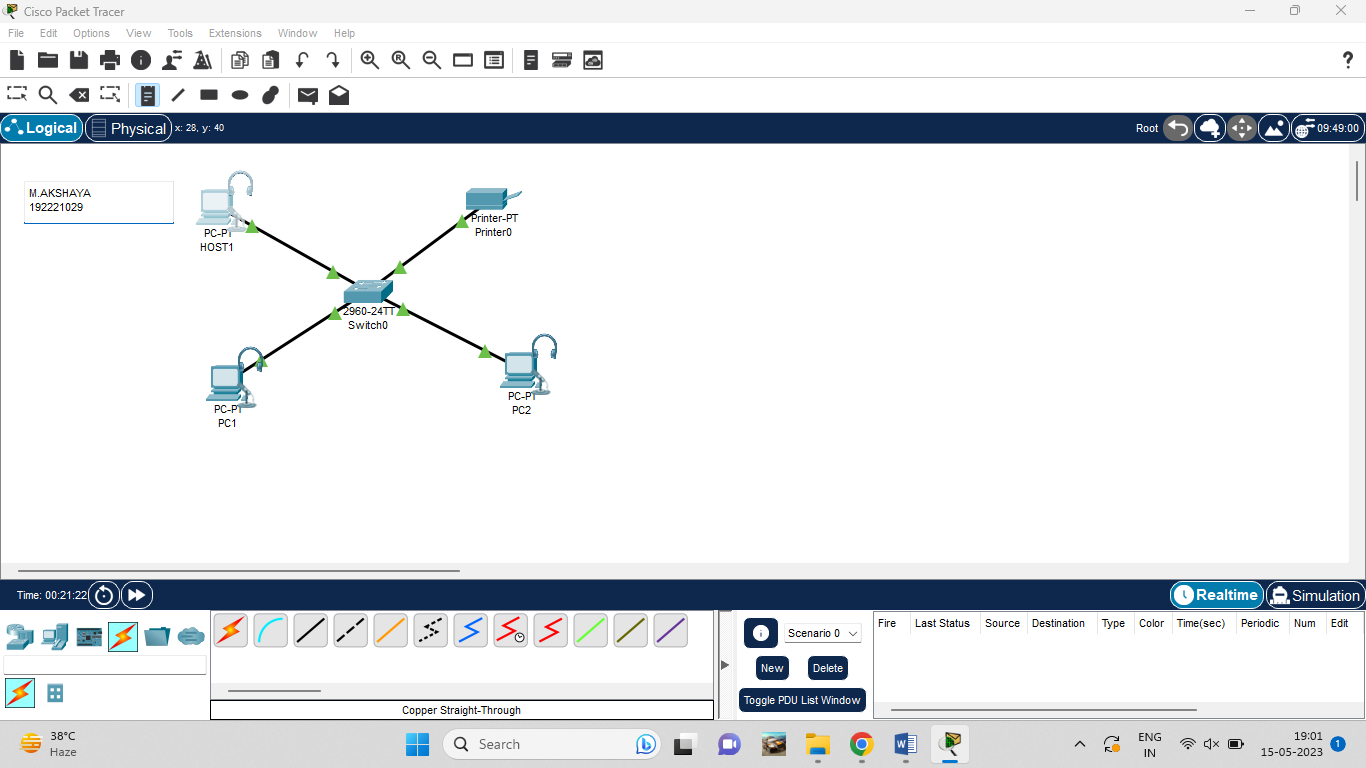 Cisco Packet Tracer
File Edit Options View Tools Extensions Window Help
Logical Physical x: 28, y: 40 Root 09:49:00
M.AKSHAYA
192221029
PC-PT
HOST1
Printer-PT
Printer0
2960-24TT
Switch0
PC-PT
PC1
PC-PT
PC2
Time: 00:21:22 Realtime Simulation
Scenario 0
New Delete
Toggle PDU List Window
Fire Last Status Source Destination Type Color Time(sec) Periodic Num Edit
Copper Straight-Through
38°C
Haze
Search
ENG
IN
19:01
15-05-2023
1